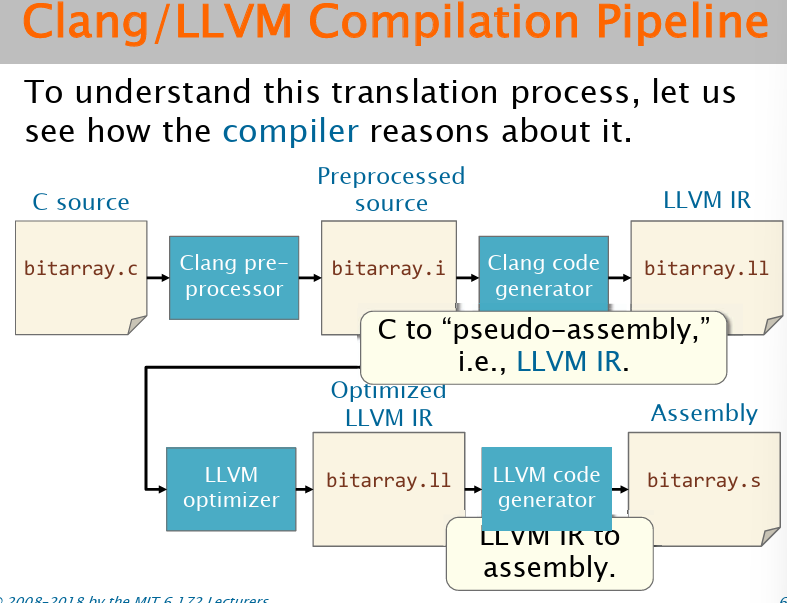 Clang/LLVM Compilation Pipeline
To understand this translation process, let us
see how the compiler reasons about it.
C source
Preprocessed
source
LLVM IR
bitarray.c
Clang pre-
processor
bitarray.i
Clang code
generator
bitarray.ll
C to “pseudo-assembly,”
i.e., LLVM IR.
Optimized
LLVM IR
Assembly
LLVM
optimizer
bitarray.ll
LLVM code
generator
bitarray.s
LLVM IR to
assembly.
© 2008–2018 by the MIT 6.172 Lecturers
6